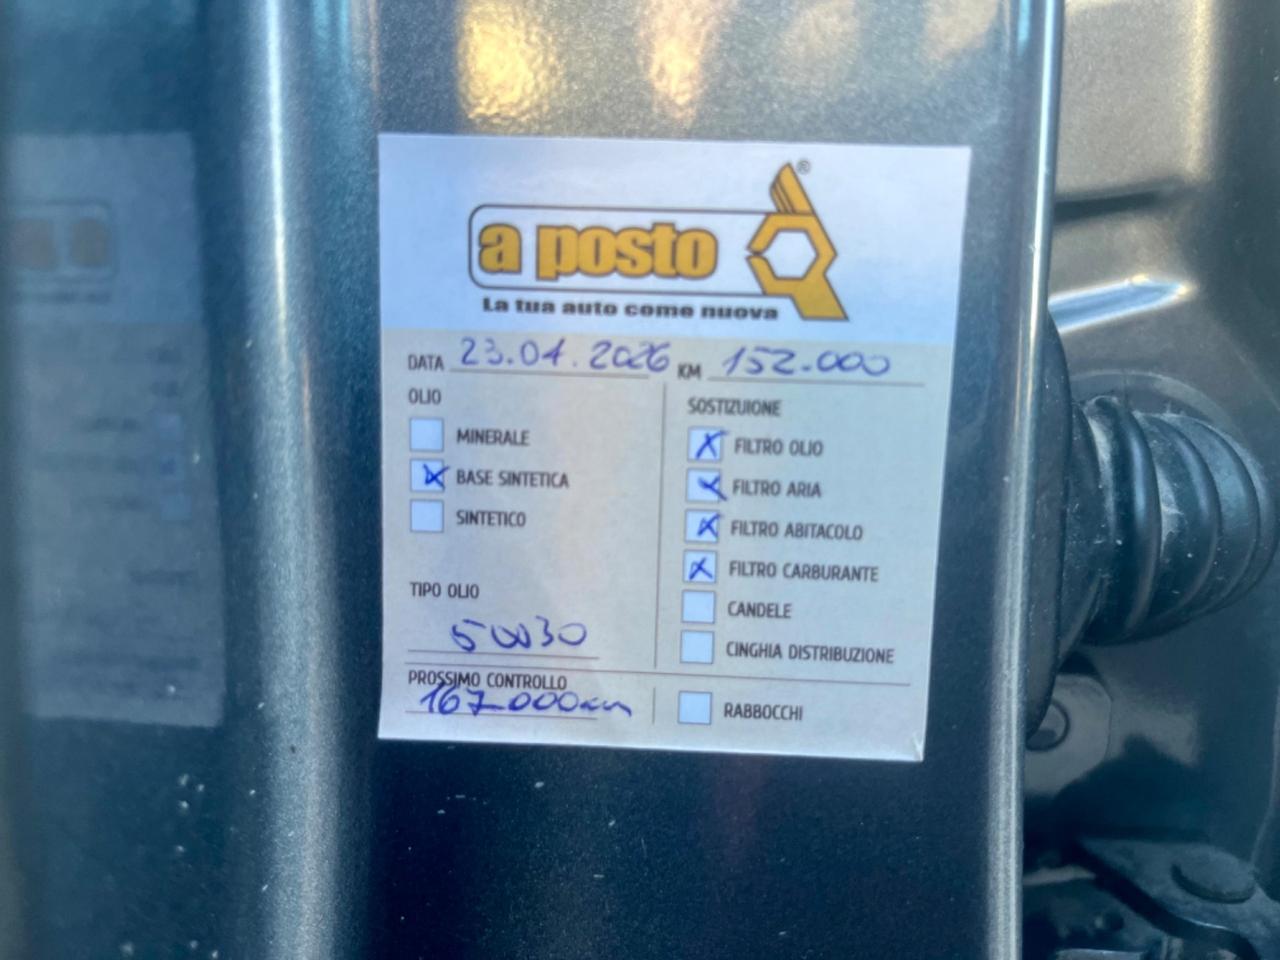 a posto ®
La tua auto come nuova
DATA 23.04.2026 KM 152.000
OLIO
MINERALE
BASE SINTETICA
SINTETICO
TIPO OLIO
5W30
PROSSIMO CONTROLLO
167.000km
SOSTIZUIONE
FILTRO OLIO
FILTRO ARIA
FILTRO ABITACOLO
FILTRO CARBURANTE
CANDELE
CINGHIA DISTRIBUZIONE
RABBOCCHI